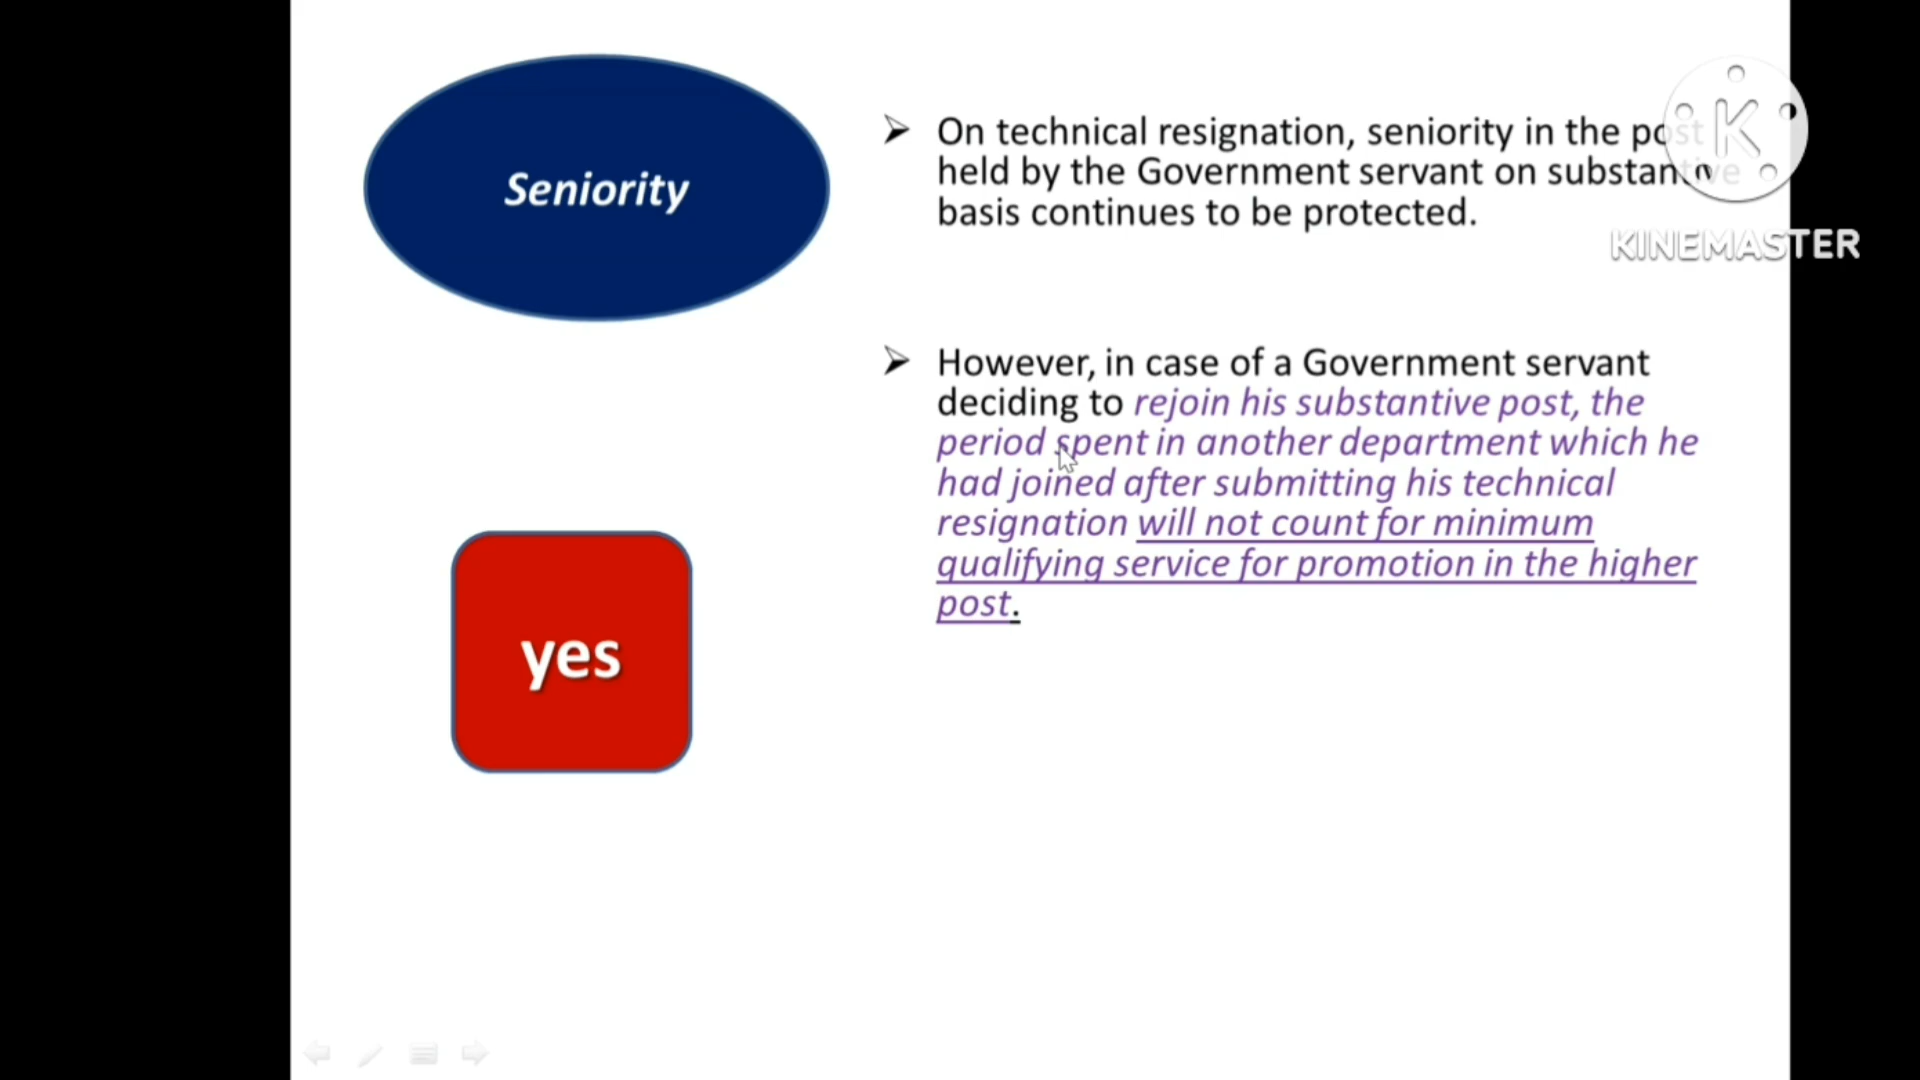 Seniority
On technical resignation, seniority in the post
held by the Government servant on substantive
basis continues to be protected.
However, in case of a Government servant
deciding to rejoin his substantive post, the
period spent in another department which he
had joined after submitting his technical
resignation will not count for minimum
qualifying service for promotion in the higher
post.
yes
K
KINEMASTER